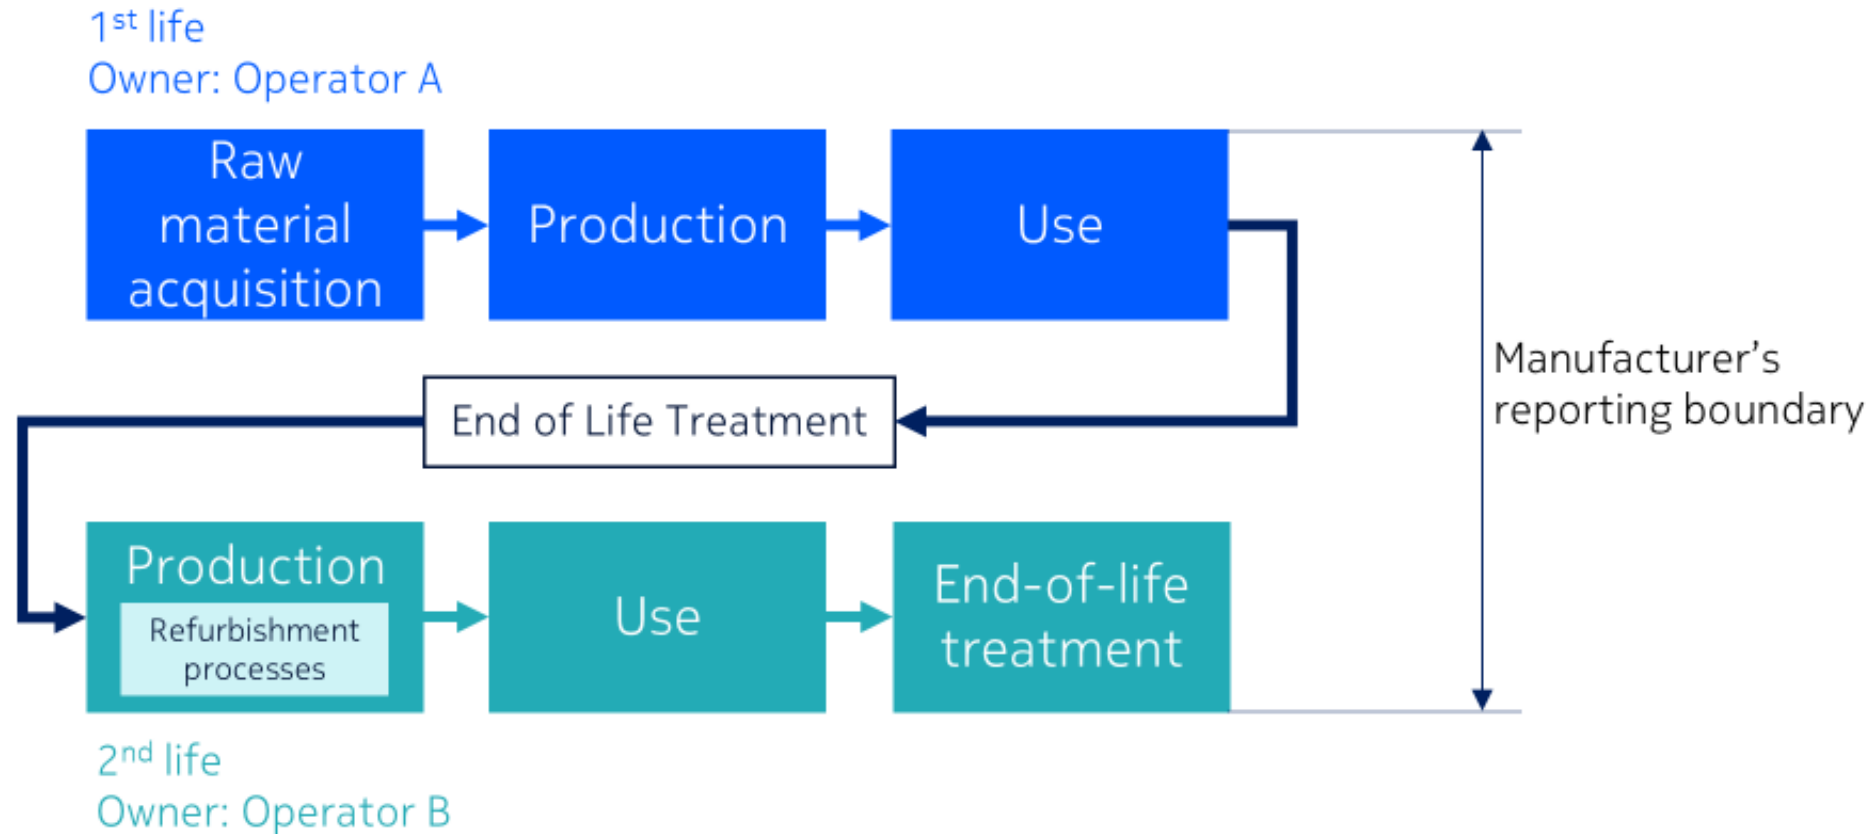 1st life
Owner: Operator A
Raw
material
acquisition
Production
Use
End of Life Treatment
Manufacturer’s
reporting boundary
Production
Refurbishment
processes
Use
End-of-life
treatment
2nd life
Owner: Operator B